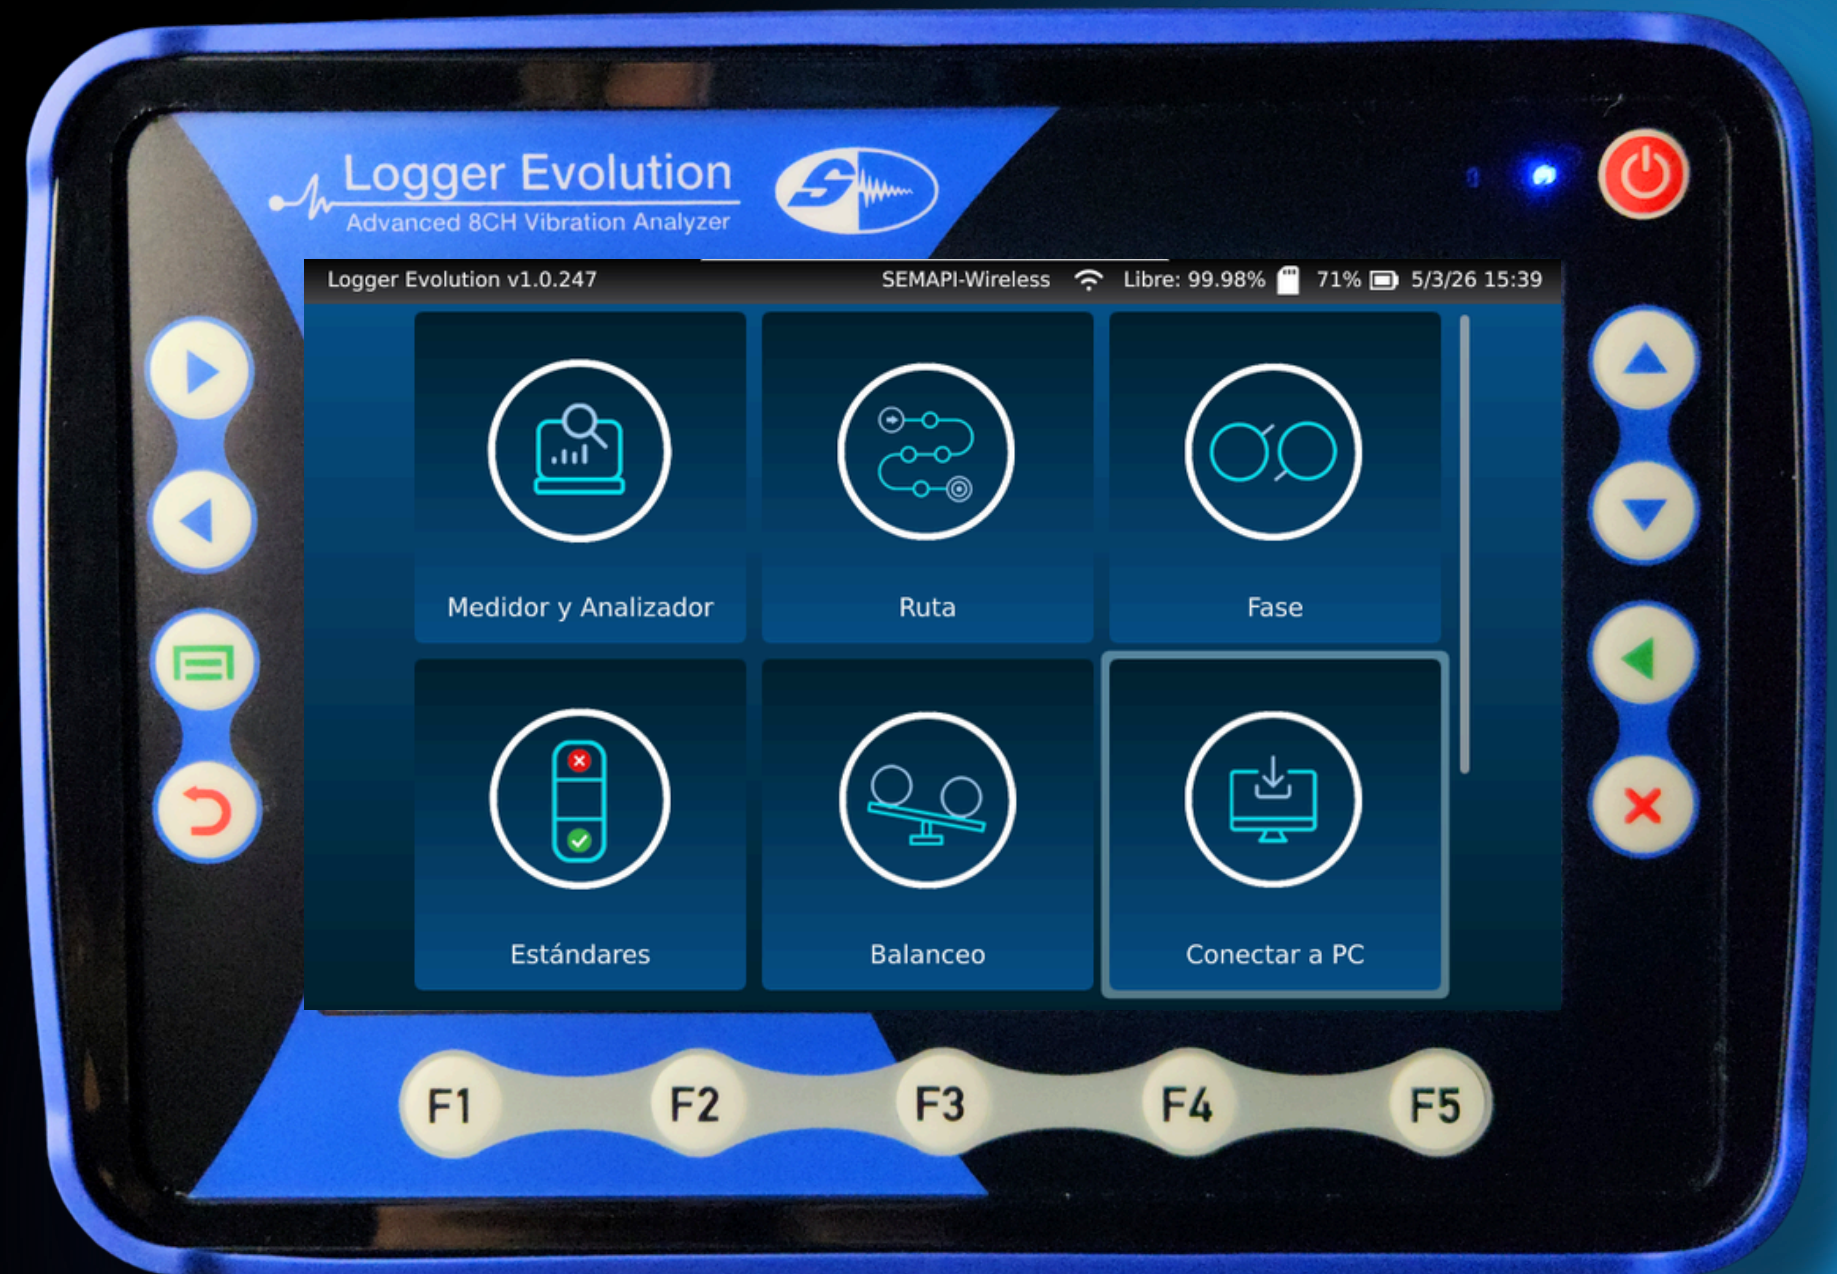 Logger Evolution
Advanced 8CH Vibration Analyzer
Logger Evolution v1.0.247 SEMAPI-Wireless Libre: 99.98% 71% 5/3/26 15:39
Medidor y Analizador Ruta Fase
Estándares Balanceo Conectar a PC
F1 F2 F3 F4 F5